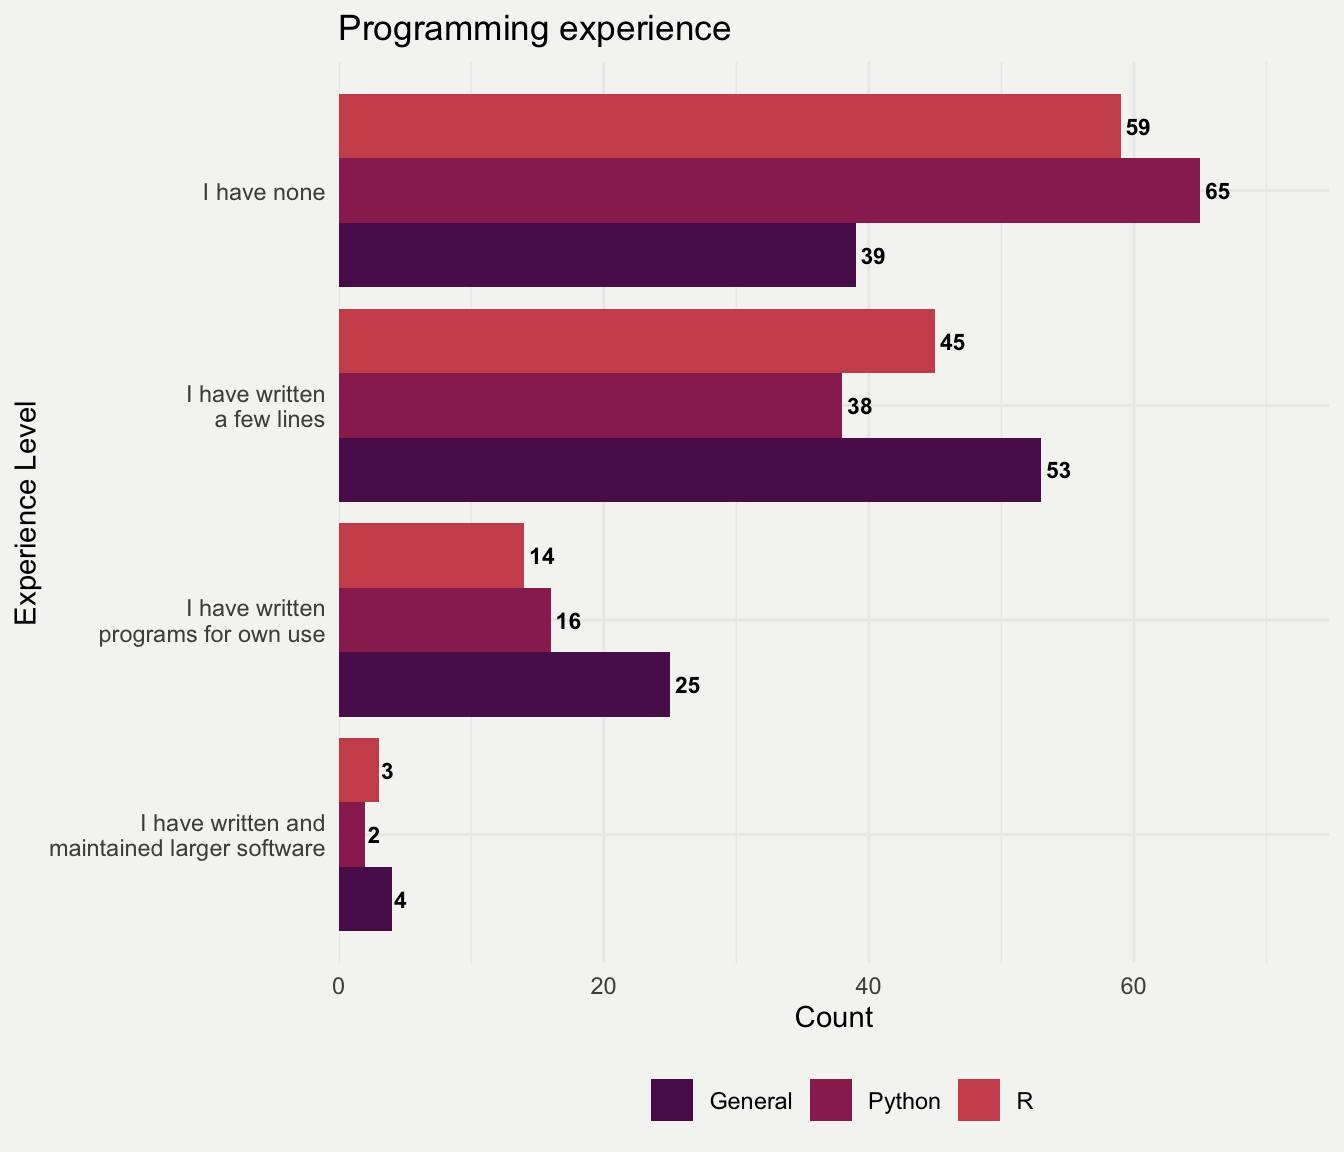 Programming experience
59
I have none
65
39
45
I have written
a few lines
38
53
14
I have written
programs for own use
16
25
3
I have written and
maintained larger software
2
4
Experience Level
0 20 40 60
Count
General Python R